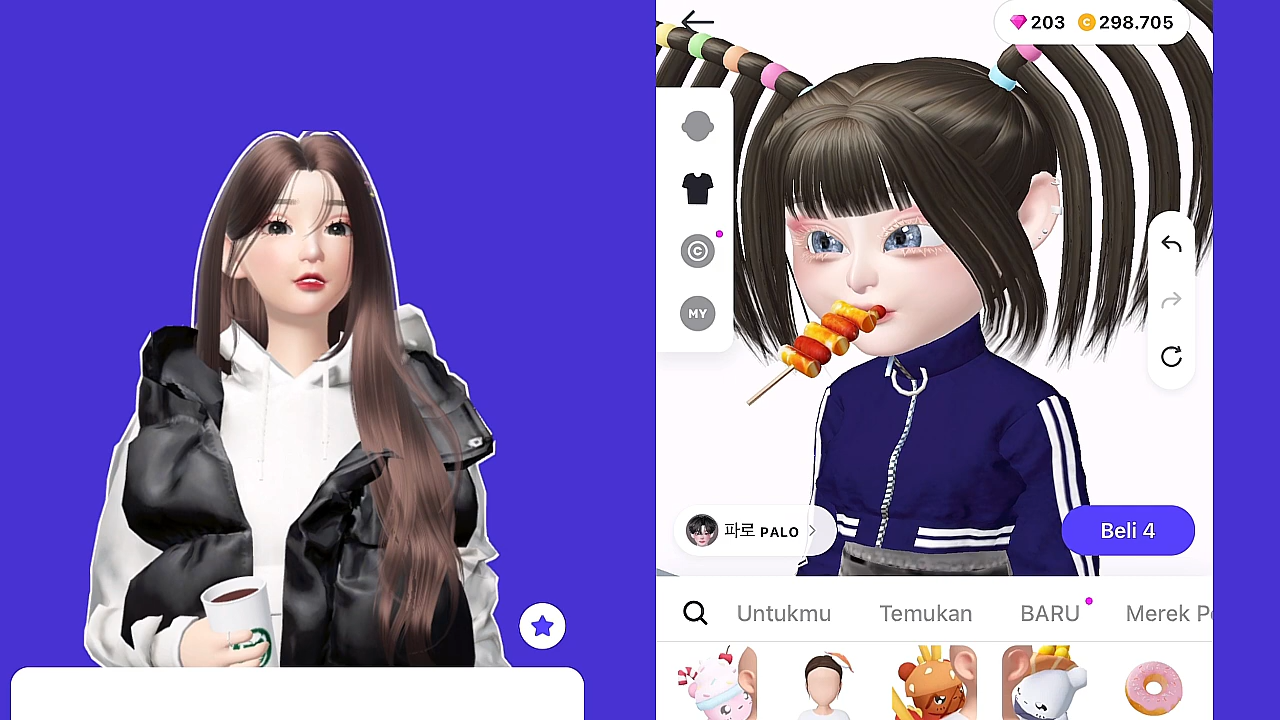 203 C 298.705
C
MY
파로 PALO
Beli 4
Untukmu Temukan BARU Merek P